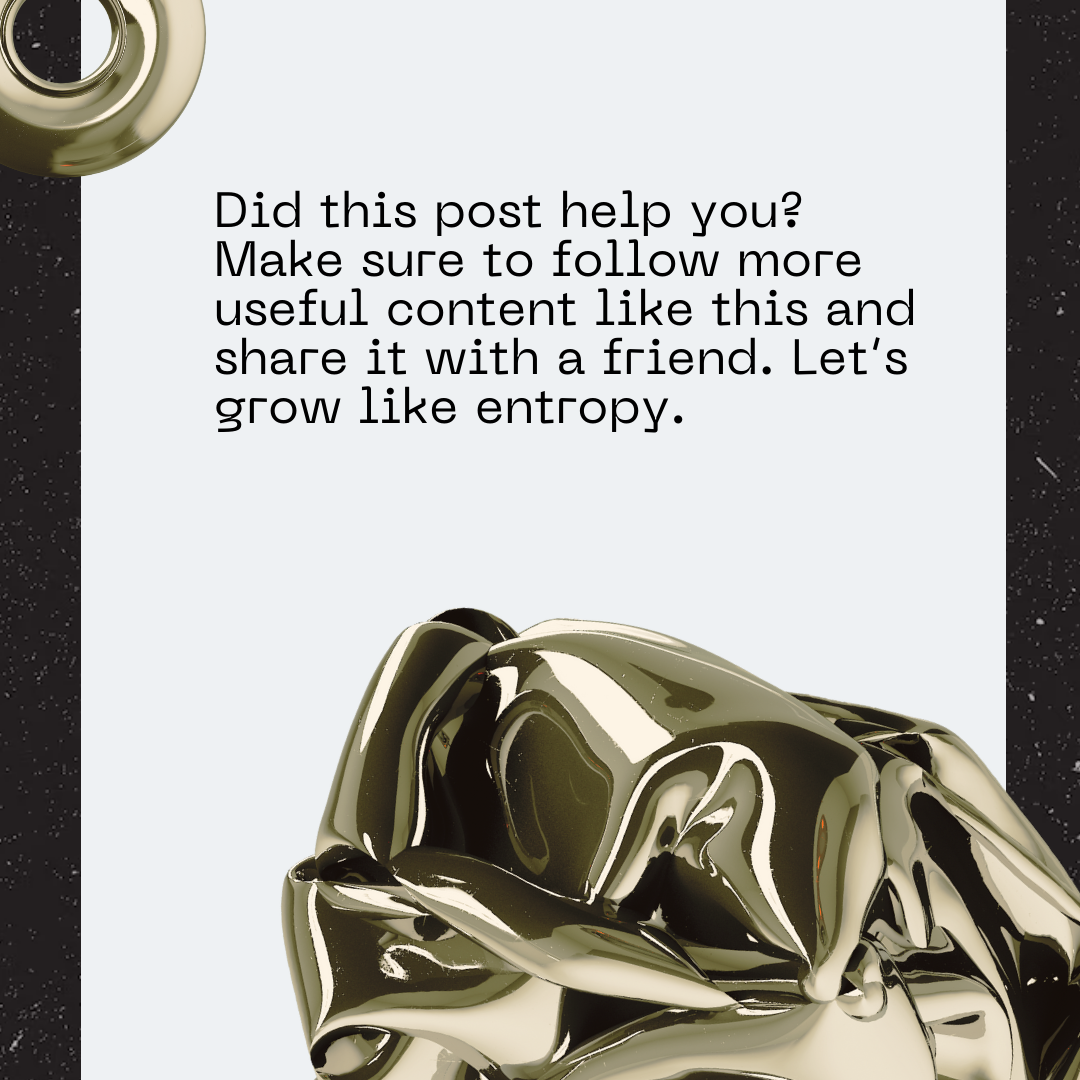 Did this post help you?
Make sure to follow more
useful content like this and
share it with a friend. Let's
grow like entropy.